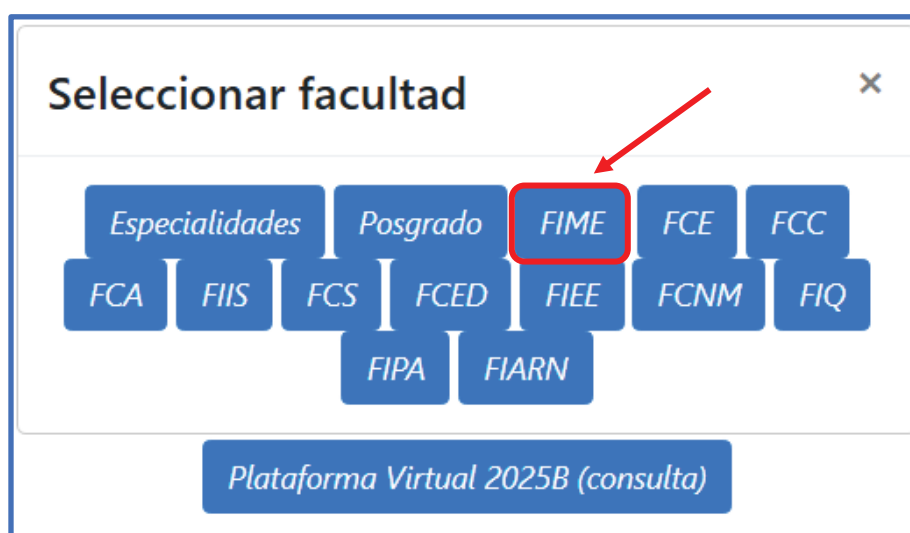 Seleccionar facultad ×
Especialidades Posgrado FIME FCE FCC
FCA FIIS FCS FCED FIEE FCNM FIQ
FIPA FIARN
Plataforma Virtual 2025B (consulta)